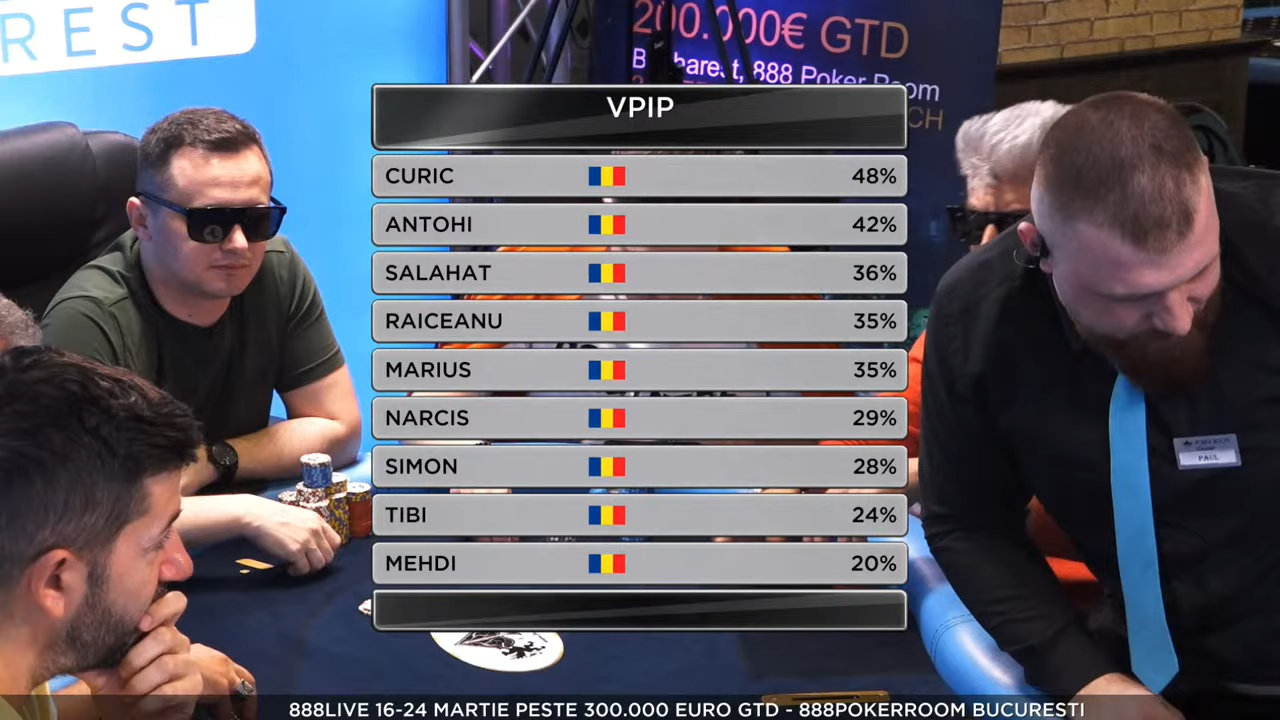 REST
200.000€ GTD
Bucharest, 888 Poker Room
CH
VPIP
CURIC 48%
ANTOHI 42%
SALAHAT 36%
RAICEANU 35%
MARIUS 35%
NARCIS 29%
SIMON 28%
TIBI 24%
MEHDI 20%
PAUL
888LIVE 16-24 MARTIE PESTE 300.000 EURO GTD - 888POKERROOM BUCURESTI